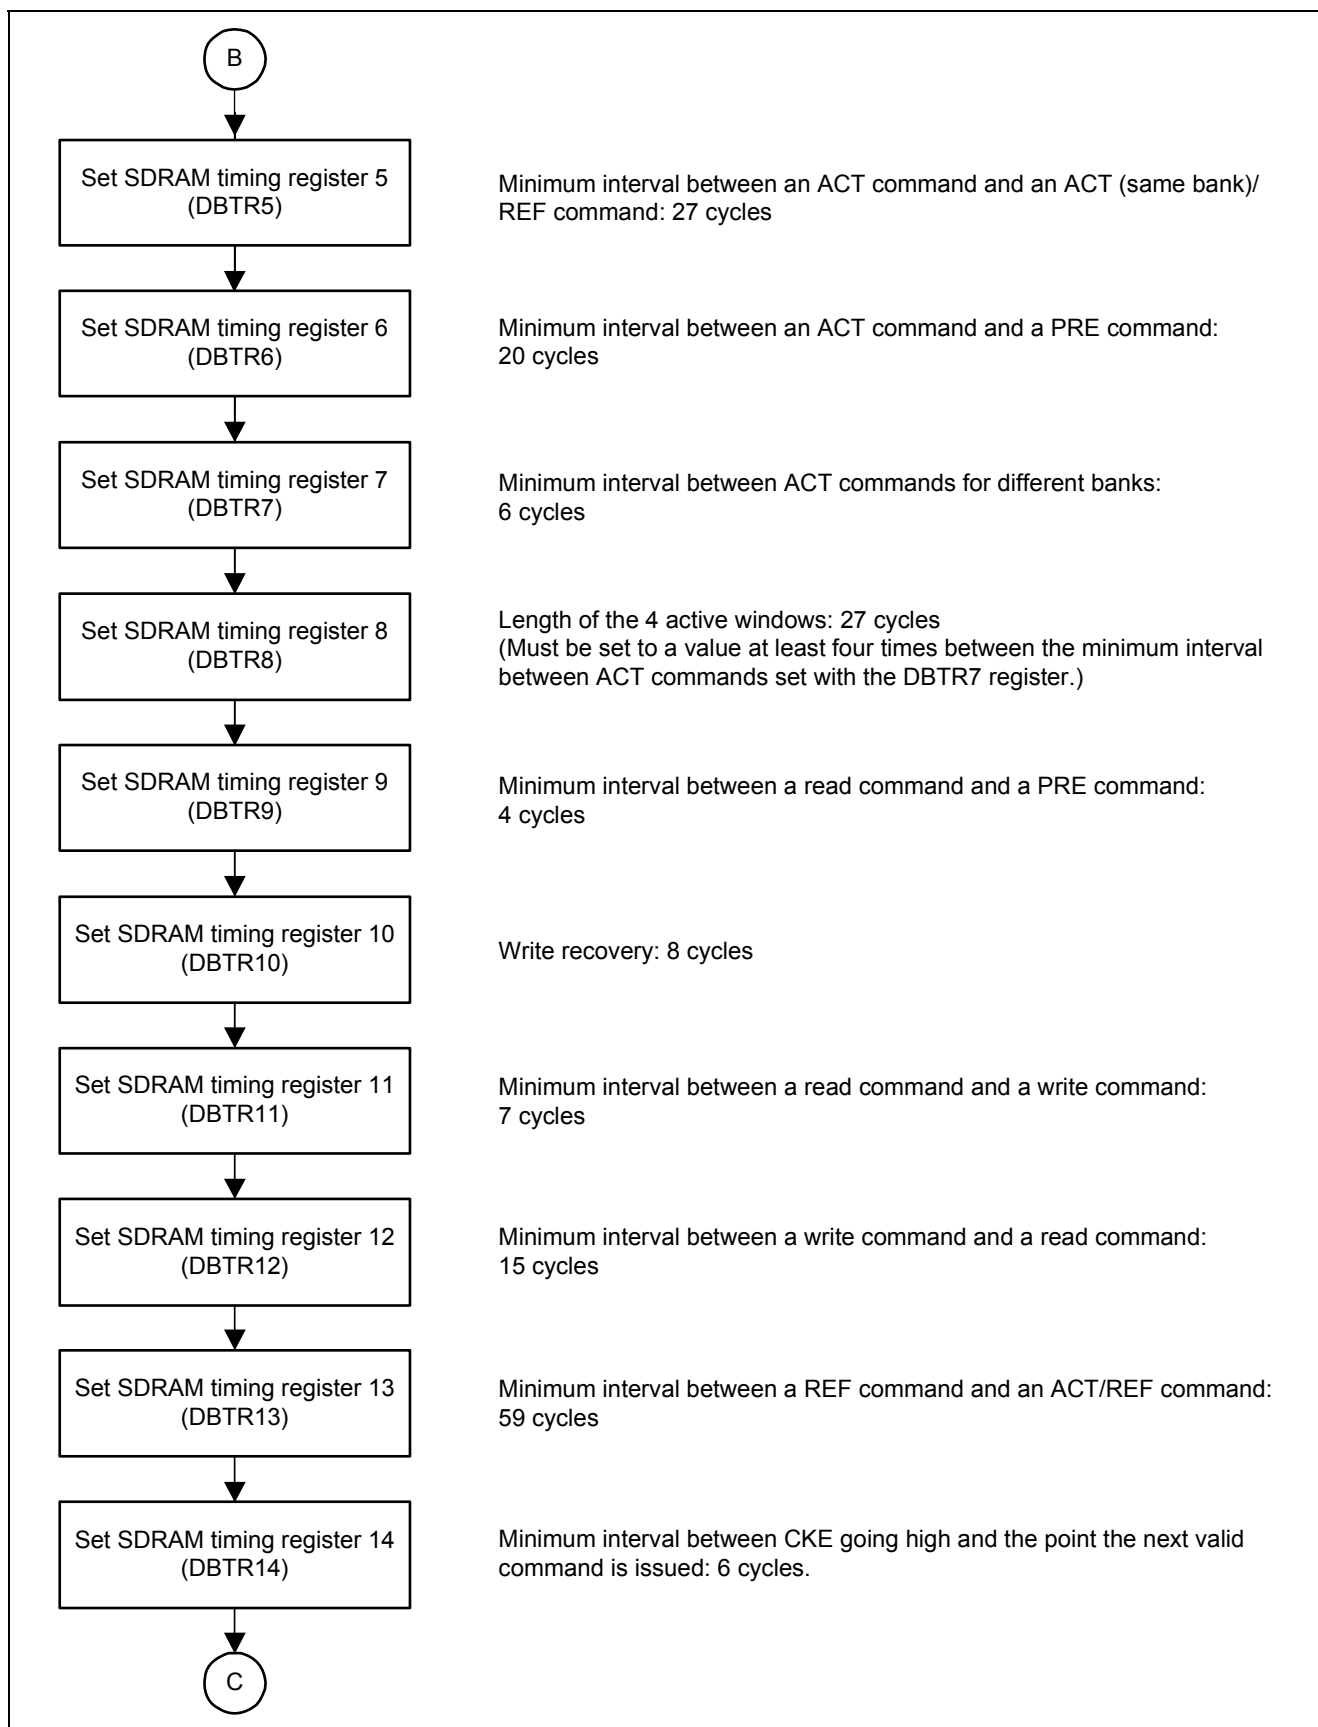 B
Set SDRAM timing register 5
(DBTR5)
Minimum interval between an ACT command and an ACT (same bank)/
REF command: 27 cycles
Set SDRAM timing register 6
(DBTR6)
Minimum interval between an ACT command and a PRE command:
20 cycles
Set SDRAM timing register 7
(DBTR7)
Minimum interval between ACT commands for different banks:
6 cycles
Set SDRAM timing register 8
(DBTR8)
Length of the 4 active windows: 27 cycles
(Must be set to a value at least four times between the minimum interval
between ACT commands set with the DBTR7 register.)
Set SDRAM timing register 9
(DBTR9)
Minimum interval between a read command and a PRE command:
4 cycles
Set SDRAM timing register 10
(DBTR10)
Write recovery: 8 cycles
Set SDRAM timing register 11
(DBTR11)
Minimum interval between a read command and a write command:
7 cycles
Set SDRAM timing register 12
(DBTR12)
Minimum interval between a write command and a read command:
15 cycles
Set SDRAM timing register 13
(DBTR13)
Minimum interval between a REF command and an ACT/REF command:
59 cycles
Set SDRAM timing register 14
(DBTR14)
Minimum interval between CKE going high and the point the next valid
command is issued: 6 cycles.
C